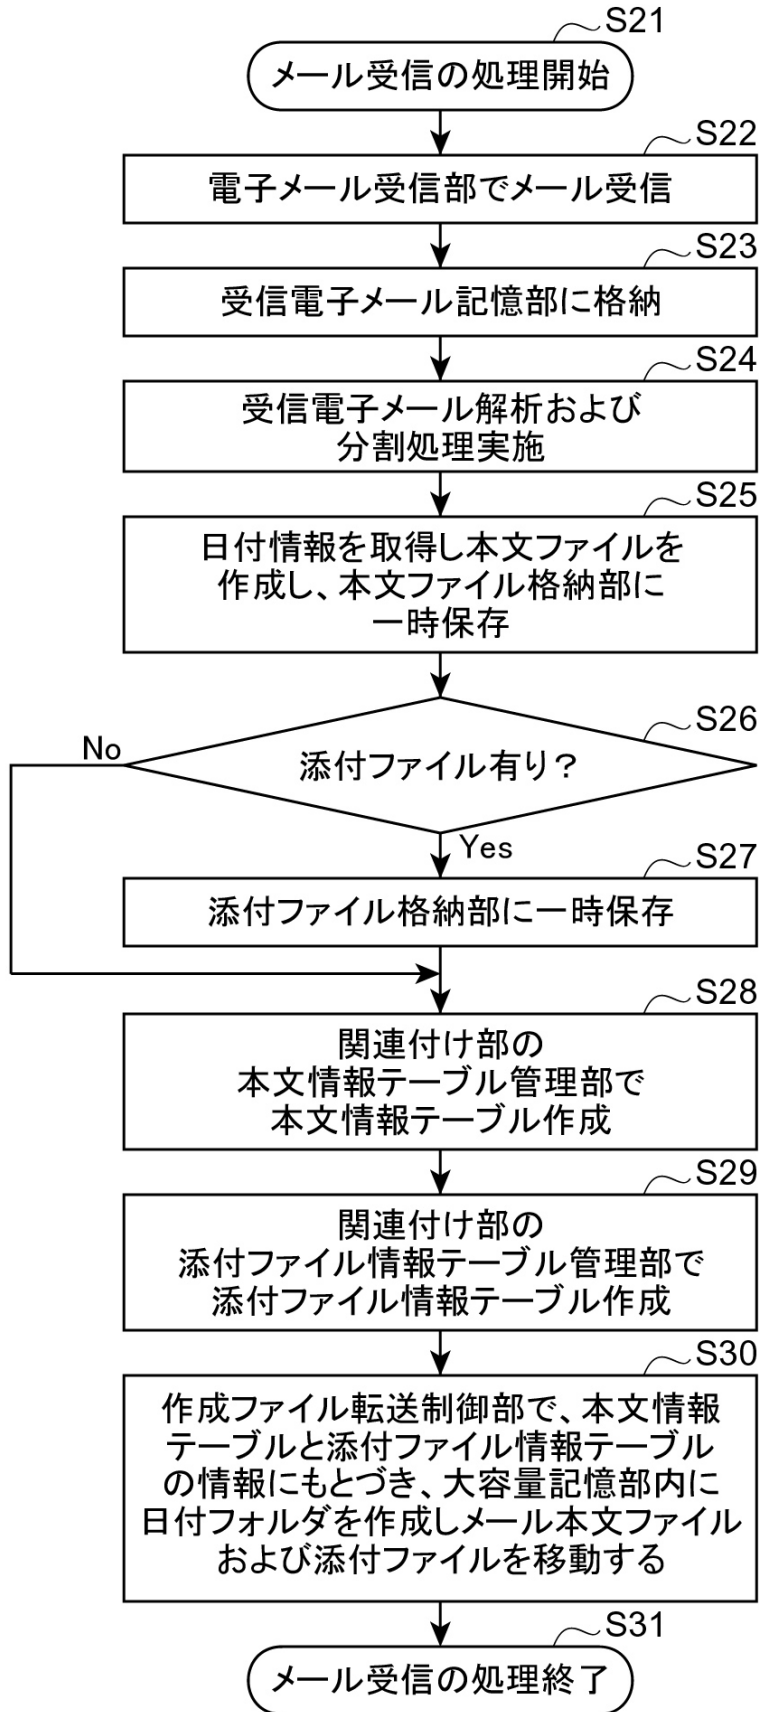 S21
メール受信の処理開始
S22
電子メール受信部でメール受信
S23
受信電子メール記憶部に格納
S24
受信電子メール解析および
分割処理実施
S25
日付情報を取得し本文ファイルを
作成し、本文ファイル格納部に
一時保存
S26
添付ファイル有り?
No
Yes
S27
添付ファイル格納部に一時保存
S28
関連付け部の
本文情報テーブル管理部で
本文情報テーブル作成
S29
関連付け部の
添付ファイル情報テーブル管理部で
添付ファイル情報テーブル作成
S30
作成ファイル転送制御部で、本文情報
テーブルと添付ファイル情報テーブル
の情報にもとづき、大容量記憶部内に
日付フォルダを作成しメール本文ファイル
および添付ファイルを移動する
S31
メール受信の処理終了